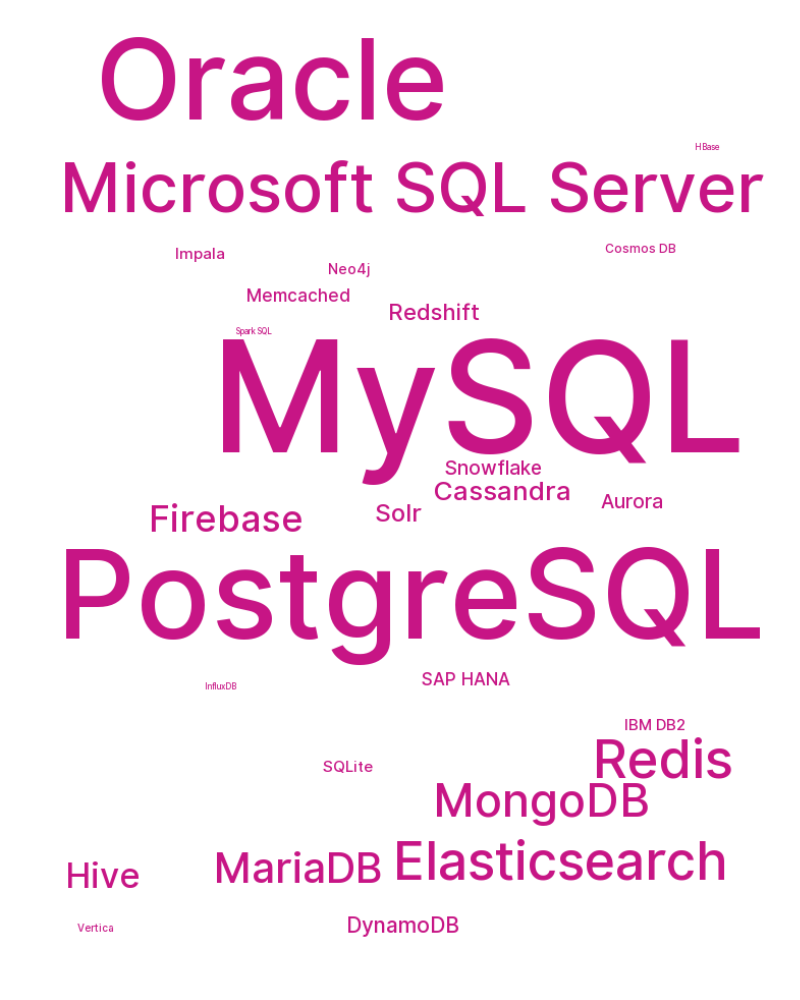 Oracle
HBase
Microsoft SQL Server
Cosmos DB
Impala
Neo4j
Memcached
Redshift
Spark SQL
MySQL
Snowflake
Cassandra
Aurora
Solr
Firebase
PostgreSQL
SAP HANA
InfluxDB
IBM DB2
Redis
SQLite
MongoDB
Elasticsearch
MariaDB
Hive
DynamoDB
Vertica